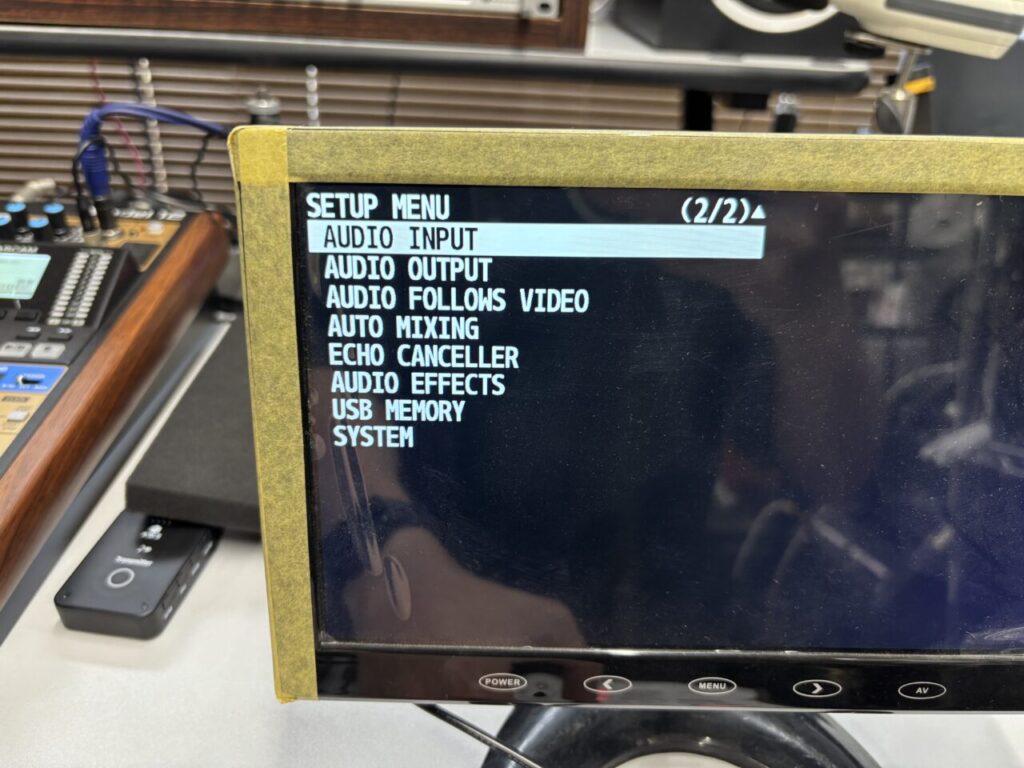 SETUP MENU (2/2)▲
AUDIO INPUT
AUDIO OUTPUT
AUDIO FOLLOWS VIDEO
AUTO MIXING
ECHO CANCELLER
AUDIO EFFECTS
USB MEMORY
SYSTEM
Transmitter
POWER
<
MENU
>
AV